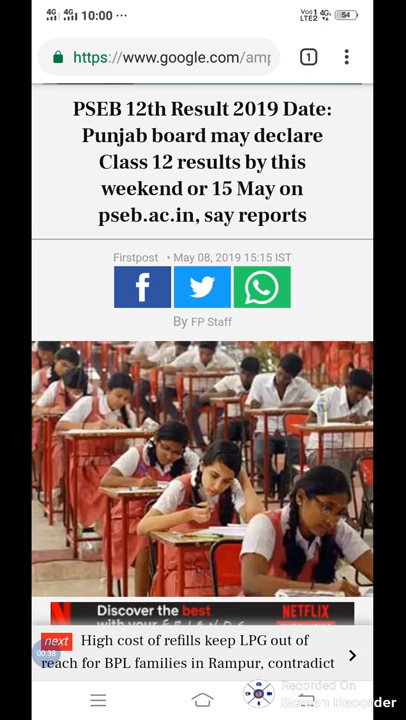 4G 4G 10:00 ... VoI) 1 4G 54
LTE2
https://www.google.com/amp 1
PSEB 12th Result 2019 Date:
Punjab board may declare
Class 12 results by this
weekend or 15 May on
pseb.ac.in, say reports
Firstpost • May 08, 2019 15:15 IST
By FP Staff
N Discover the best NETFLIX
with your F.R.I.E.N.D.S
next High cost of refills keep LPG out of
reach for BPL families in Rampur, contradict
00:38
Recorded On
Screen Recorder